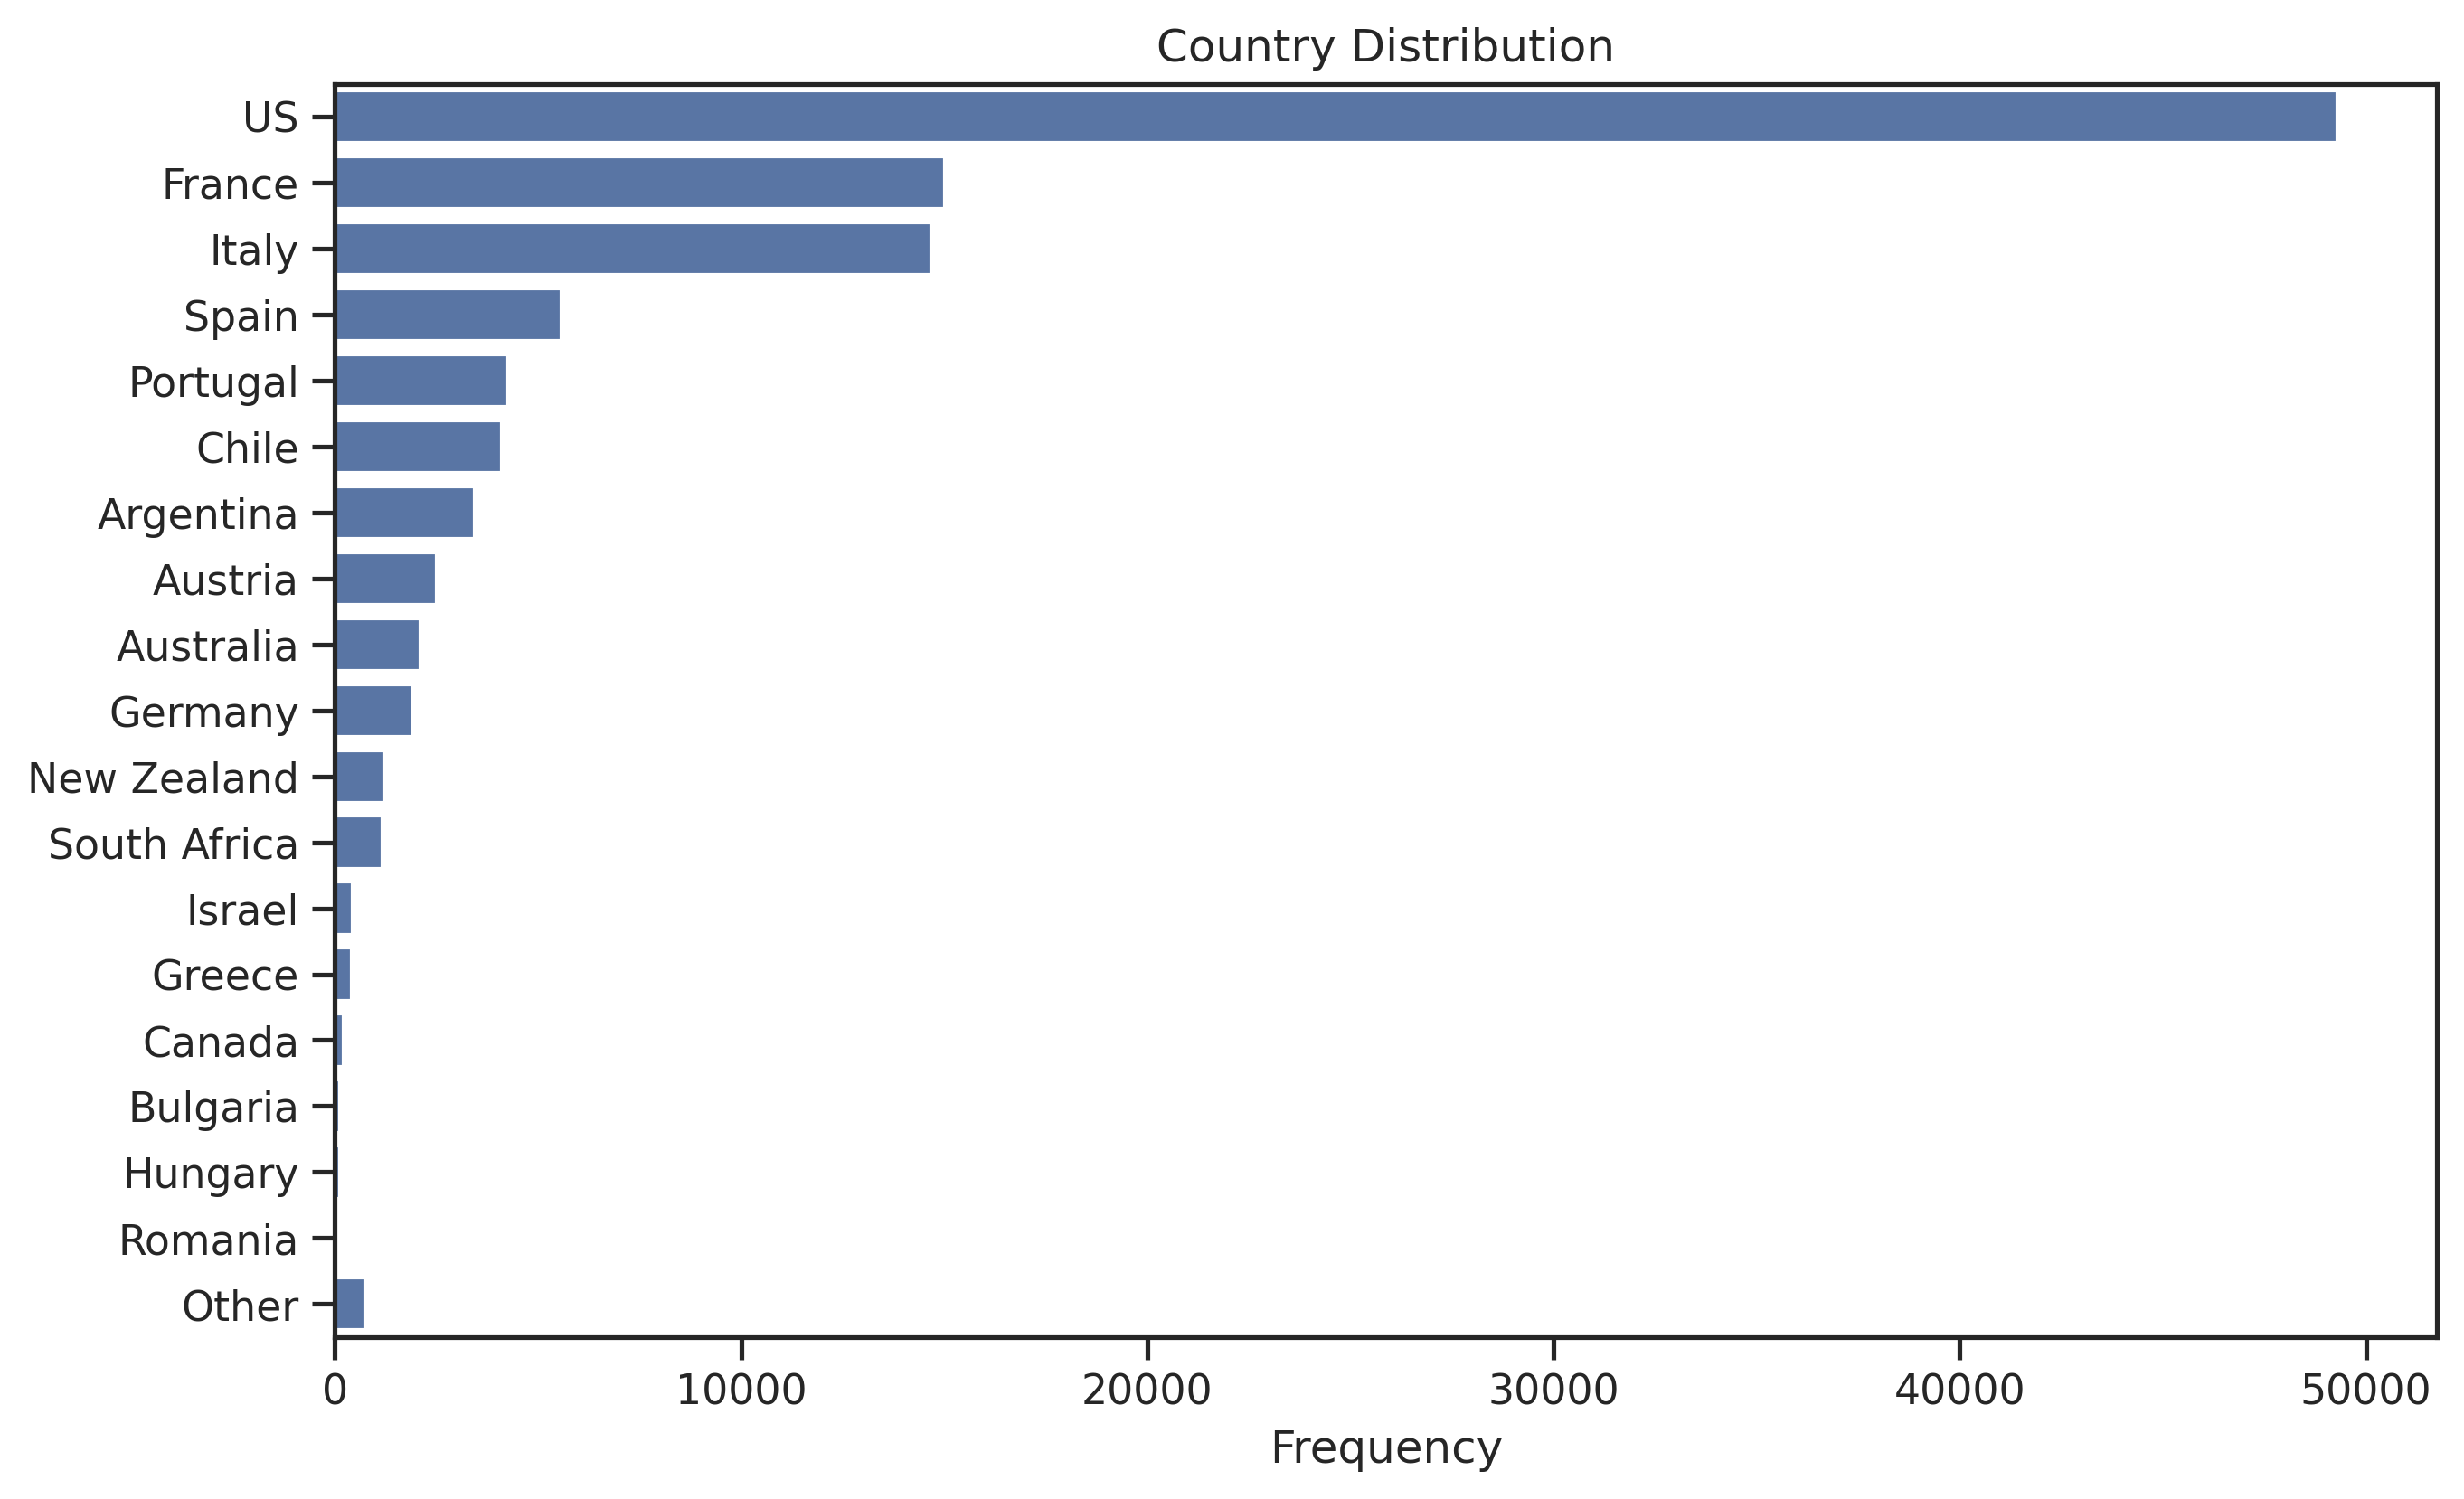 Country Distribution
US
France
Italy
Spain
Portugal
Chile
Argentina
Austria
Australia
Germany
New Zealand
South Africa
Israel
Greece
Canada
Bulgaria
Hungary
Romania
Other
0 10000 20000 30000 40000 50000
Frequency